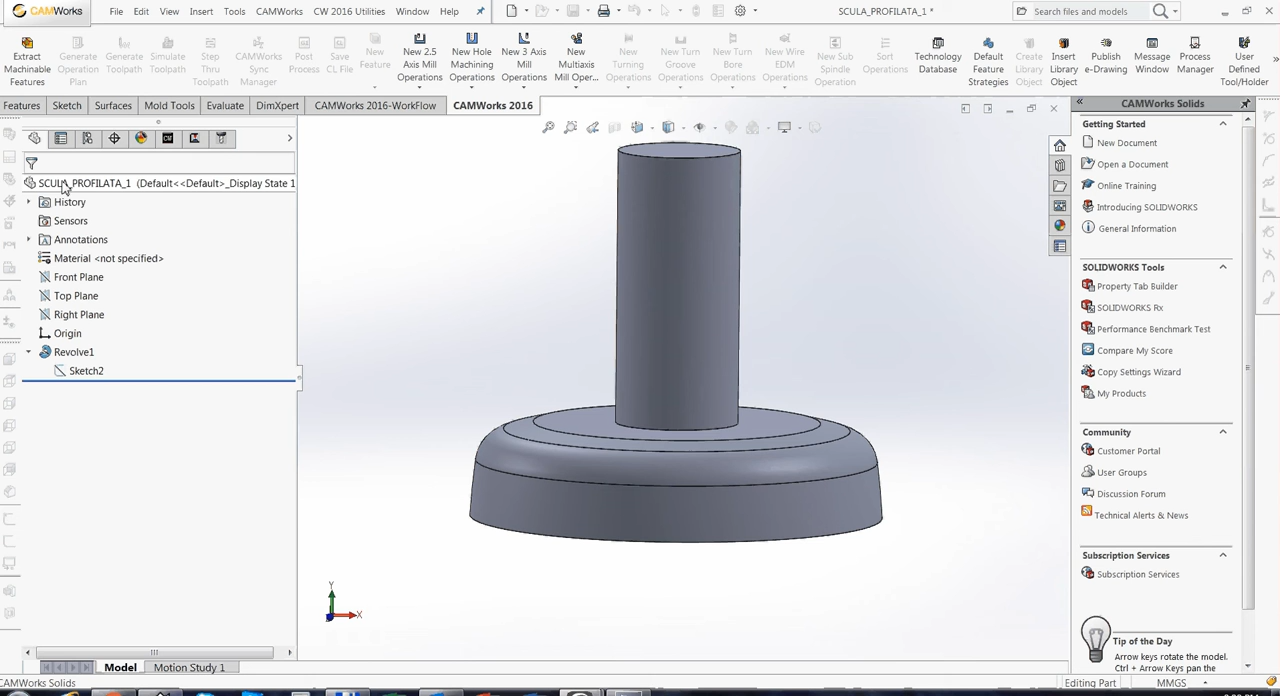 CAMWorks File Edit View Insert Tools CAMWorks CW 2016 Utilities Window Help SCULA_PROFILATA_1 * Search files and models
Extract Machinable Features
Generate Operation Plan
Generate Toolpath
Simulate Toolpath
Step Thru Toolpath
CAMWorks Sync Manager
Post Process
Save CL File
New Feature
New 2.5 Axis Mill Operations
New Hole Machining Operations
New 3 Axis Mill Operations
New Multiaxis Mill Oper...
New Turning Operations
New Turn Groove Operations
New Turn Bore Operations
New Wire EDM Operations
New Sub Spindle Operation
Sort Operations
Technology Database
Default Feature Strategies
Create Library Object
Insert Library Object
Publish e-Drawing
Message Window
Process Manager
User Defined Tool/Holder
Features Sketch Surfaces Mold Tools Evaluate DimXpert CAMWorks 2016-WorkFlow CAMWorks 2016
SCULA_PROFILATA_1 (Default<<Default>_Display State 1
History
Sensors
Annotations
Material <not specified>
Front Plane
Top Plane
Right Plane
Origin
Revolve1
Sketch2
Y
X
CAMWorks Solids
Getting Started
New Document
Open a Document
Online Training
Introducing SOLIDWORKS
General Information
SOLIDWORKS Tools
Property Tab Builder
SOLIDWORKS Rx
Performance Benchmark Test
Compare My Score
Copy Settings Wizard
My Products
Community
Customer Portal
User Groups
Discussion Forum
Technical Alerts & News
Subscription Services
Subscription Services
Tip of the Day
Arrow keys rotate the model.
Ctrl + Arrow Keys pan the
Model Motion Study 1
CAMWorks Solids Editing Part MMGS